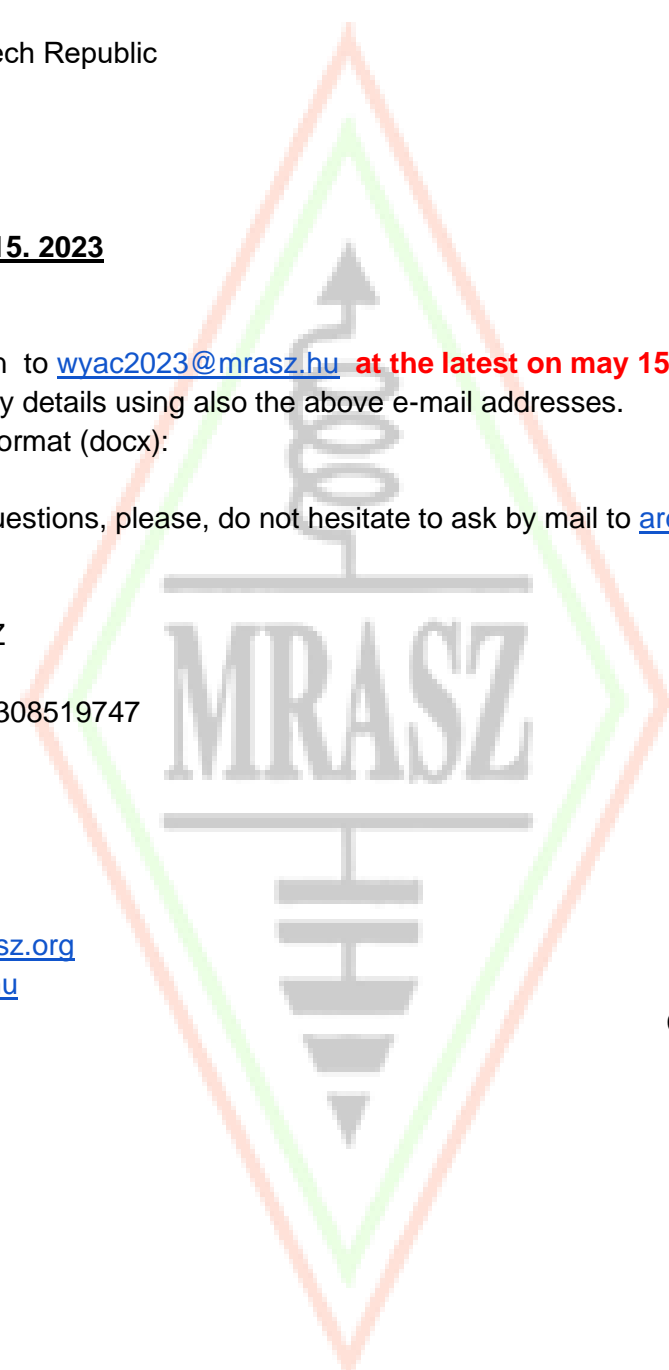 ech Republic
15. 2023
n to wyac2023@mrasz.hu at the latest on may 15
y details using also the above e-mail addresses.
ormat (docx):
uestions, please, do not hesitate to ask by mail to ar
MRASZ
308519747
sz.org